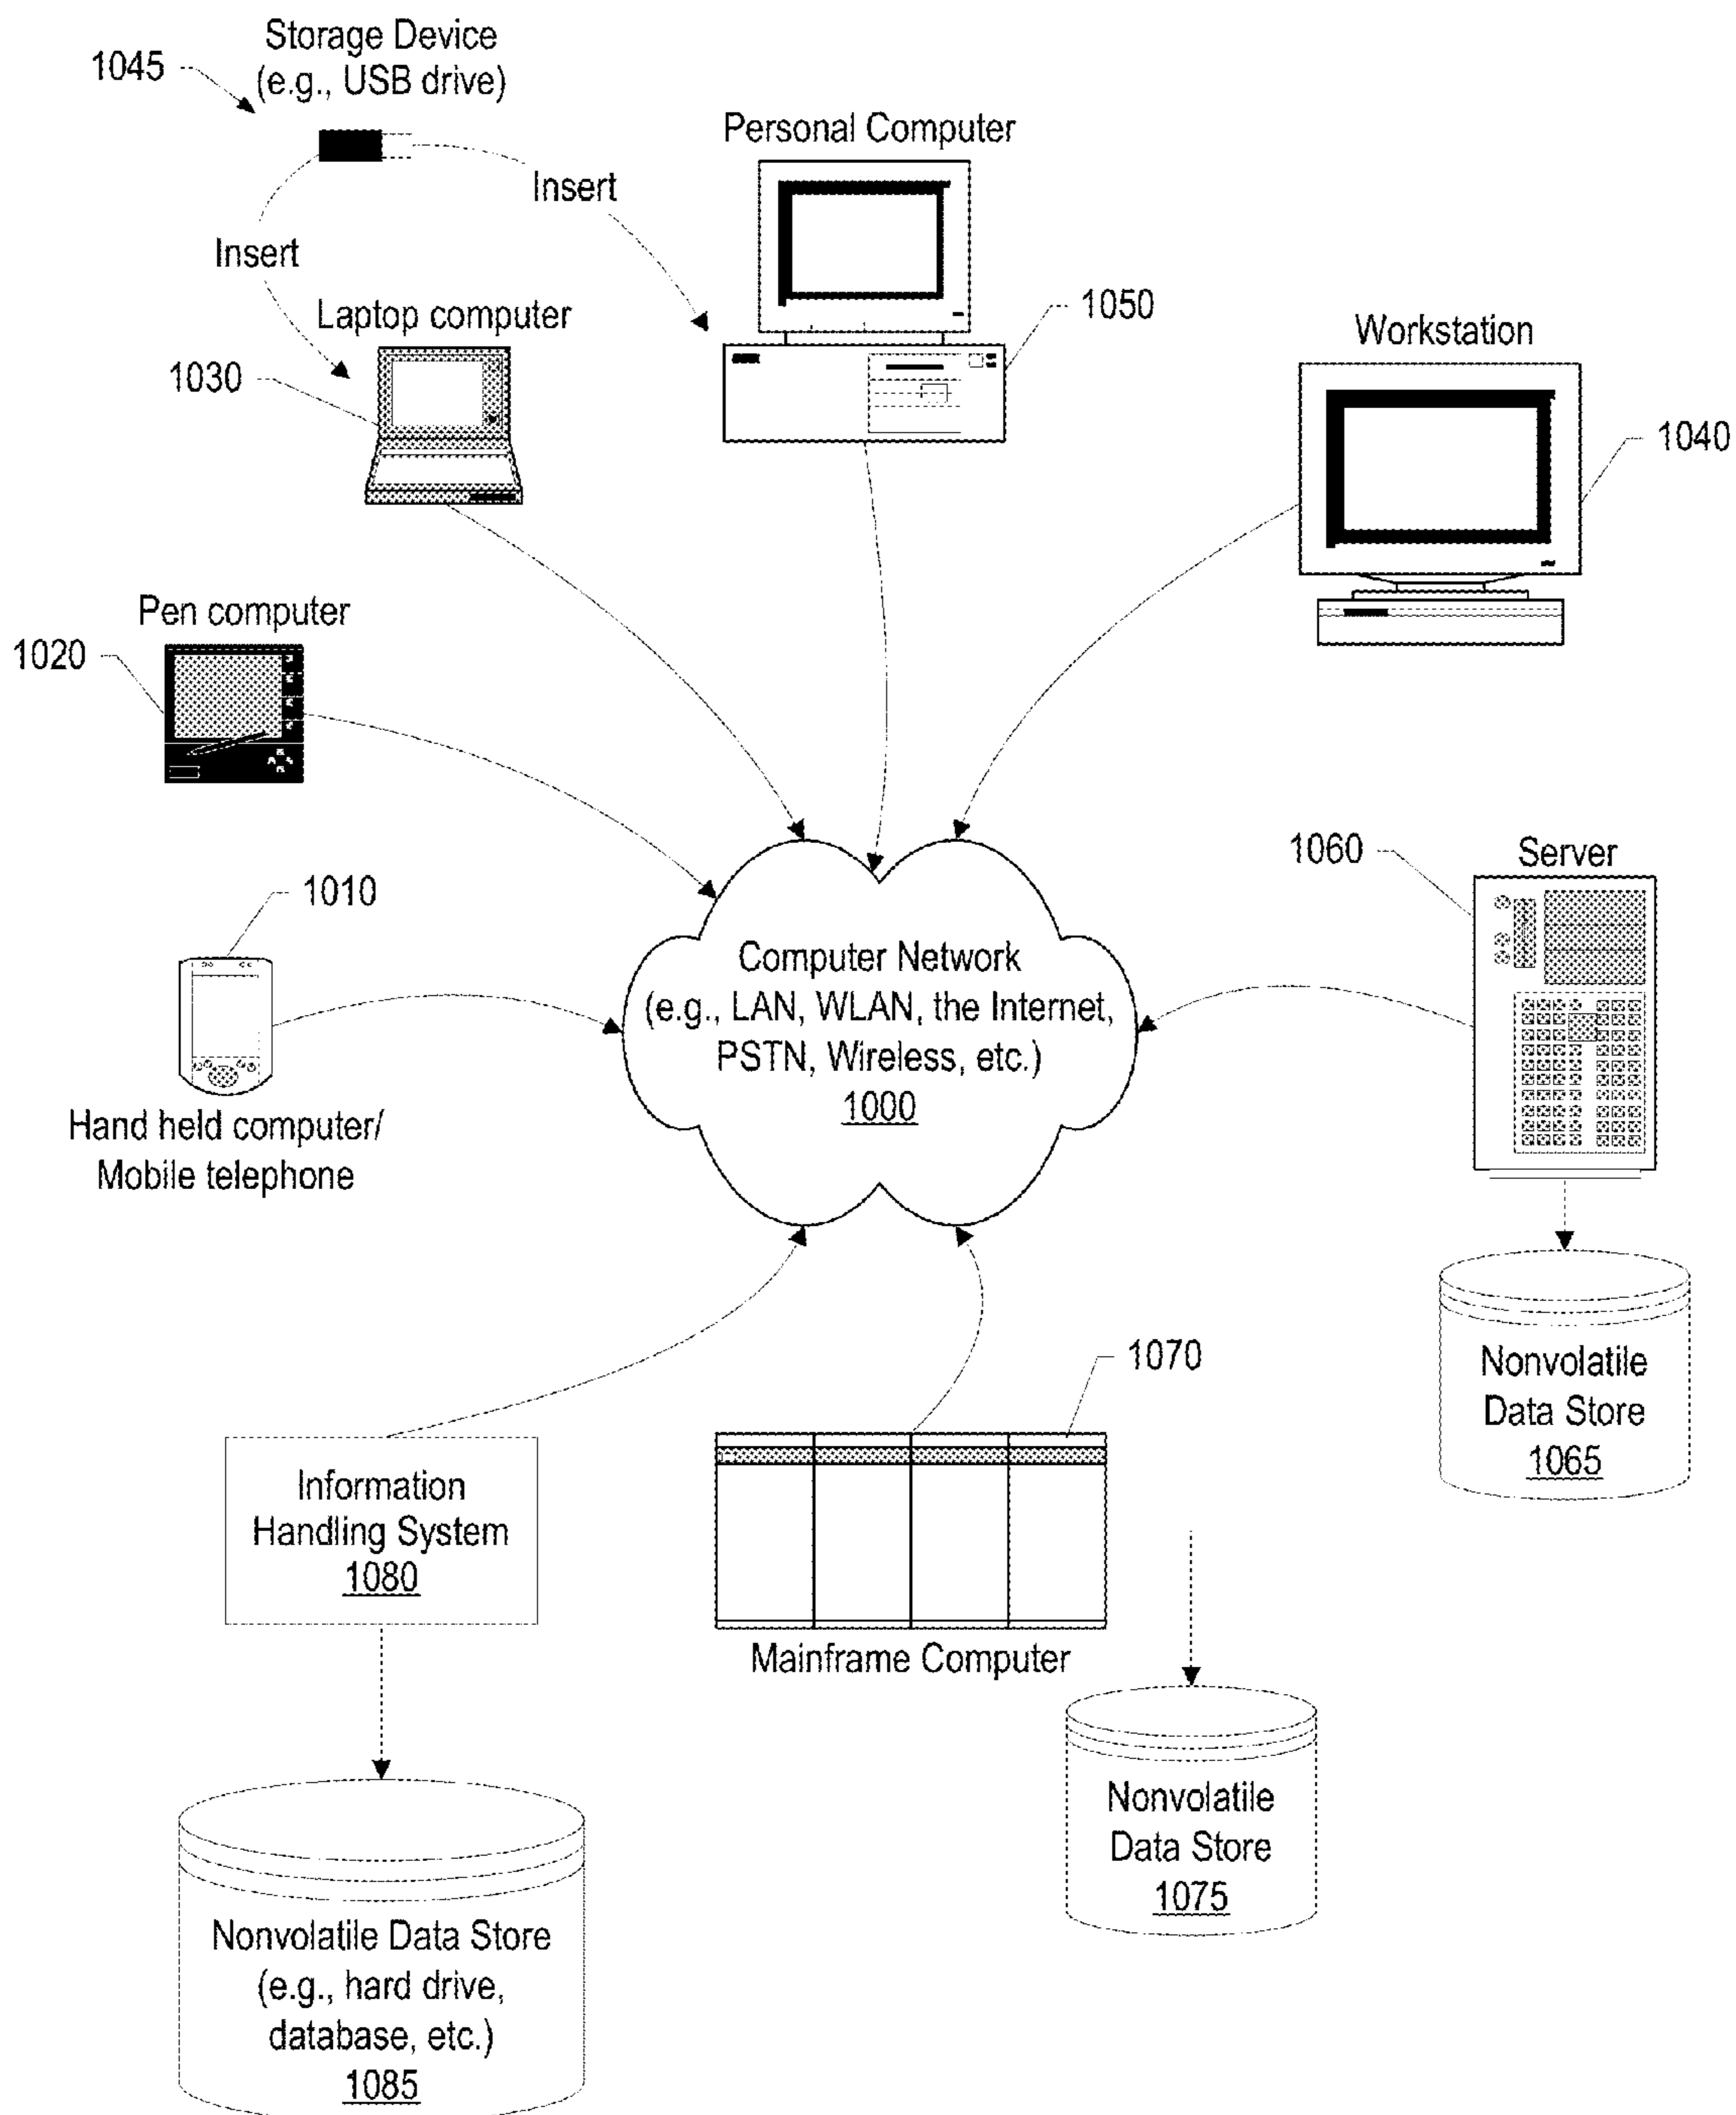 Storage Device
(e.g., USB drive)
1045
Personal Computer
Insert
Insert
1050
Laptop computer
1030
Workstation
1040
Pen computer
1020
1060
Server
1010
Computer Network
(e.g., LAN, WLAN, the Internet,
PSTN, Wireless, etc.)
1000
Hand held computer/
Mobile telephone
1070
Nonvolatile
Data Store
1065
Information
Handling System
1080
Mainframe Computer
Nonvolatile
Data Store
1075
Nonvolatile Data Store
(e.g., hard drive,
database, etc.)
1085